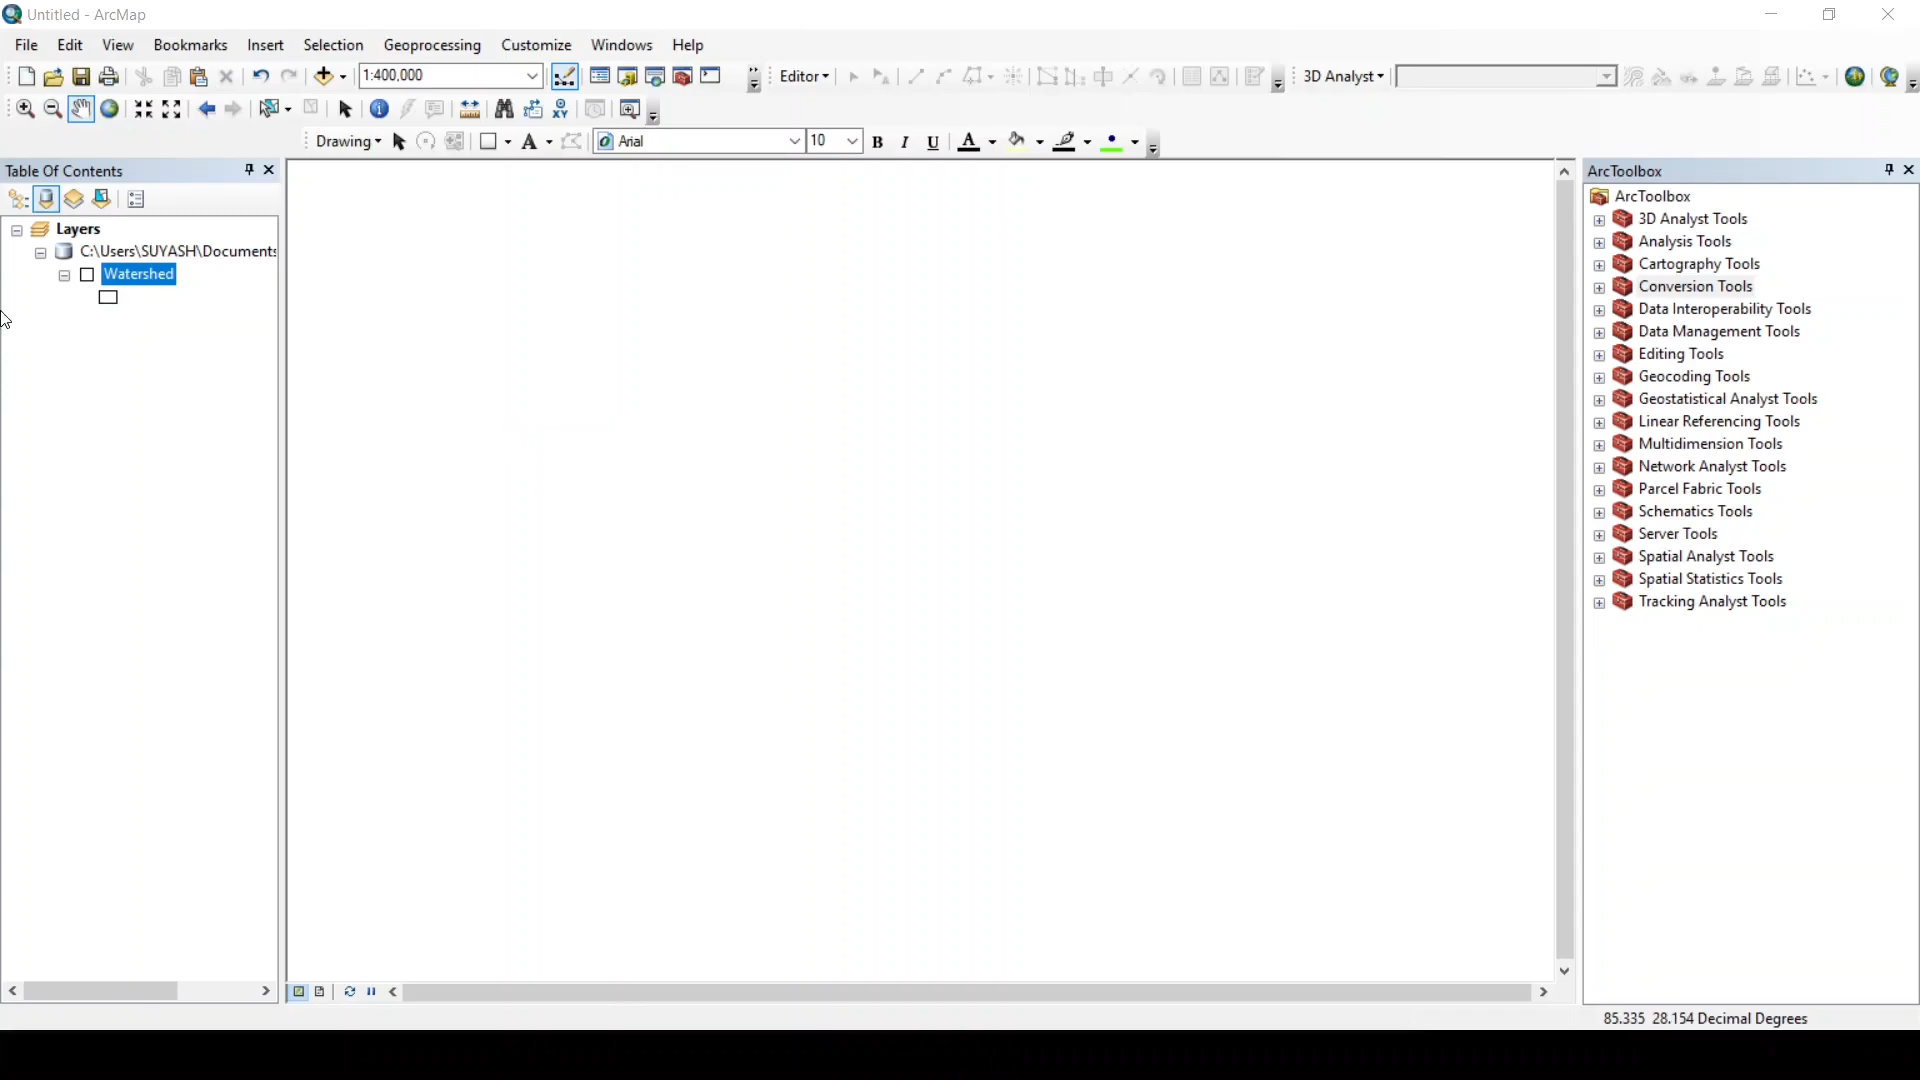 Untitled - ArcMap
File Edit View Bookmarks Insert Selection Geoprocessing Customize Windows Help
1:400,000 Editor 3D Analyst
Drawing A Arial 10 B I U A
Table Of Contents
Layers
C:\Users\SUYASH\Documents
Watershed
ArcToolbox
ArcToolbox
3D Analyst Tools
Analysis Tools
Cartography Tools
Conversion Tools
Data Interoperability Tools
Data Management Tools
Editing Tools
Geocoding Tools
Geostatistical Analyst Tools
Linear Referencing Tools
Multidimension Tools
Network Analyst Tools
Parcel Fabric Tools
Schematics Tools
Server Tools
Spatial Analyst Tools
Spatial Statistics Tools
Tracking Analyst Tools
85.335 28.154 Decimal Degrees